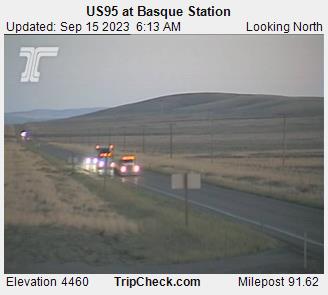 US95 at Basque Station
Updated: Sep 15 2023 6:13 AM Looking North
Elevation 4460 TripCheck.com Milepost 91.62